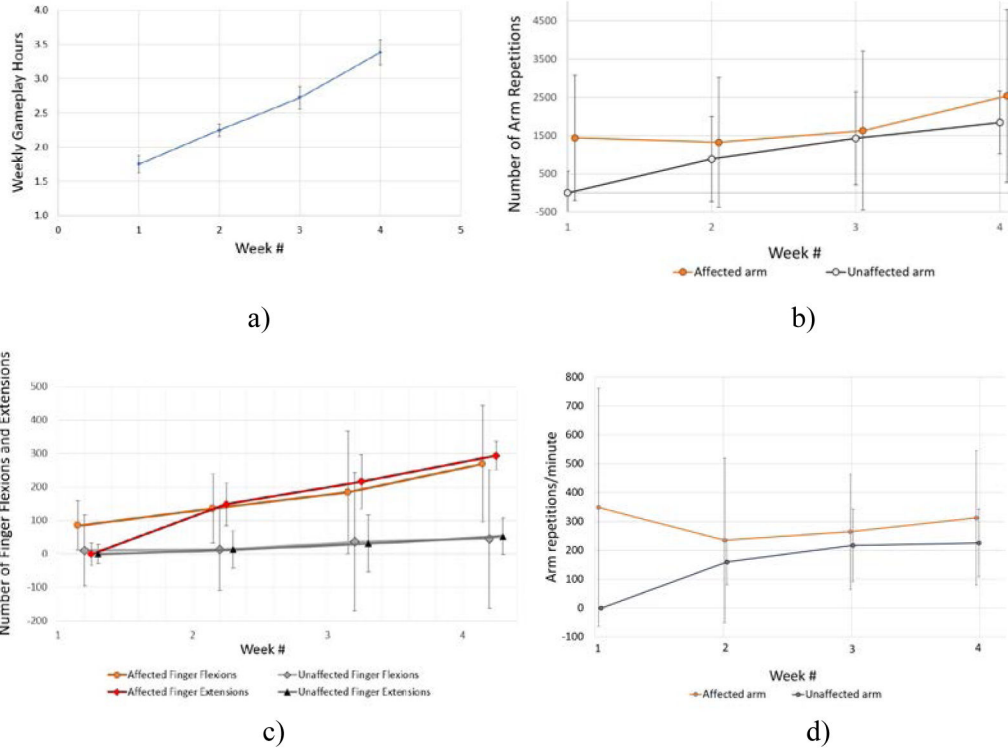 4.0
3.5
3.0
2.5
2.0
1.5
1.0
0 1 2 3 4 5
Weekly Gameplay Hours
Week #
a)
4500
3500
2500
1500
500
-500
1 2 3 4
Number of Arm Repetitions
Week #
Affected arm Unaffected arm
b)
500
400
300
200
100
0
-100
-200
1 2 3 4
Number of Finger Flexions and Extensions
Week #
Affected Finger Flexions Unaffected Finger Flexions
Affected Finger Extensions Unaffected Finger Extensions
c)
800
700
600
500
400
300
200
100
0
-100
1 2 3 4
Arm repetitions/minute
Week #
Affected arm Unaffected arm
d)